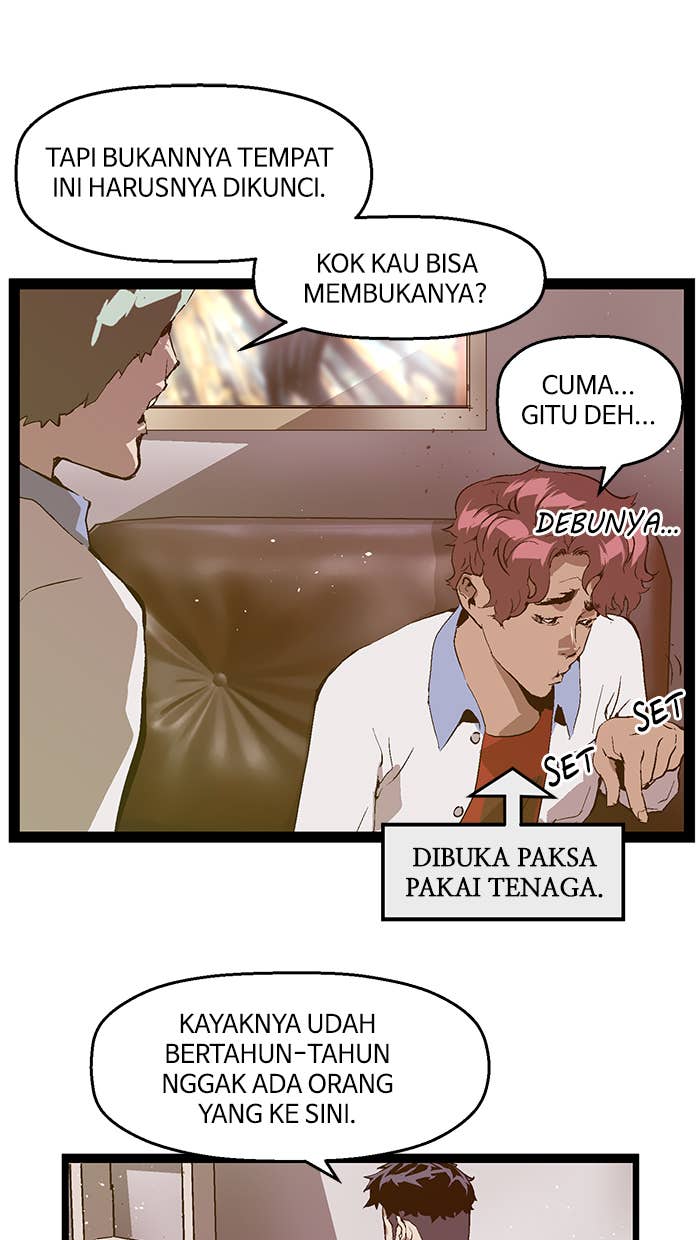 TAPI BUKANNYA TEMPAT
INI HARUSNYA DIKUNCI.
KOK KAU BISA
MEMBUKANYA?
CUMA...
GITU DEH...
DEBUNYA...
SET
SET
DIBUKA PAKSA
PAKAI TENAGA.
KAYAKNYA UDAH
BERTAHUN-TAHUN
NGGAK ADA ORANG
YANG KE SINI.